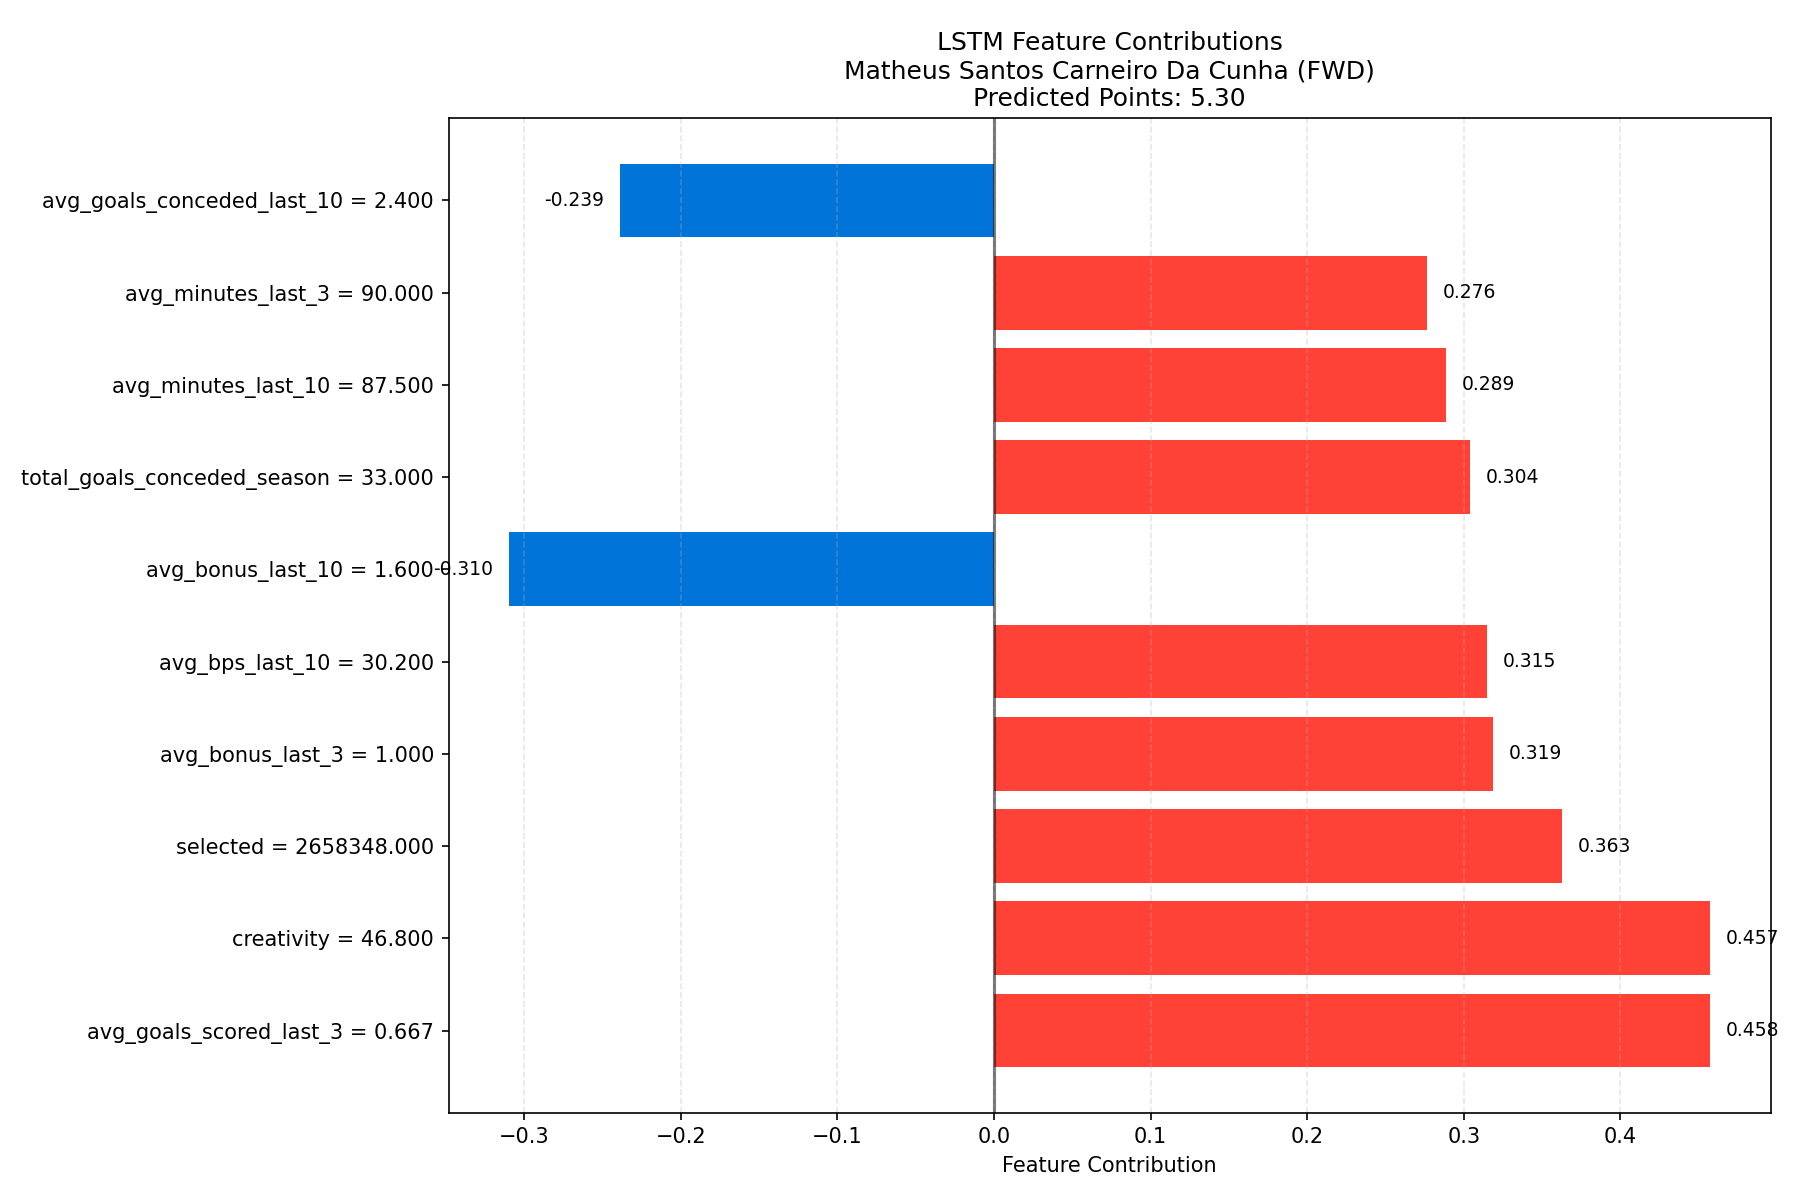 LSTM Feature Contributions
Matheus Santos Carneiro Da Cunha (FWD)
Predicted Points: 5.30
avg_goals_conceded_last_10 = 2.400
-0.239
avg_minutes_last_3 = 90.000
0.276
avg_minutes_last_10 = 87.500
0.289
total_goals_conceded_season = 33.000
0.304
avg_bonus_last_10 = 1.600
-0.310
avg_bps_last_10 = 30.200
0.315
avg_bonus_last_3 = 1.000
0.319
selected = 2658348.000
0.363
creativity = 46.800
0.457
avg_goals_scored_last_3 = 0.667
0.458
−0.3 −0.2 −0.1 0.0 0.1 0.2 0.3 0.4
Feature Contribution